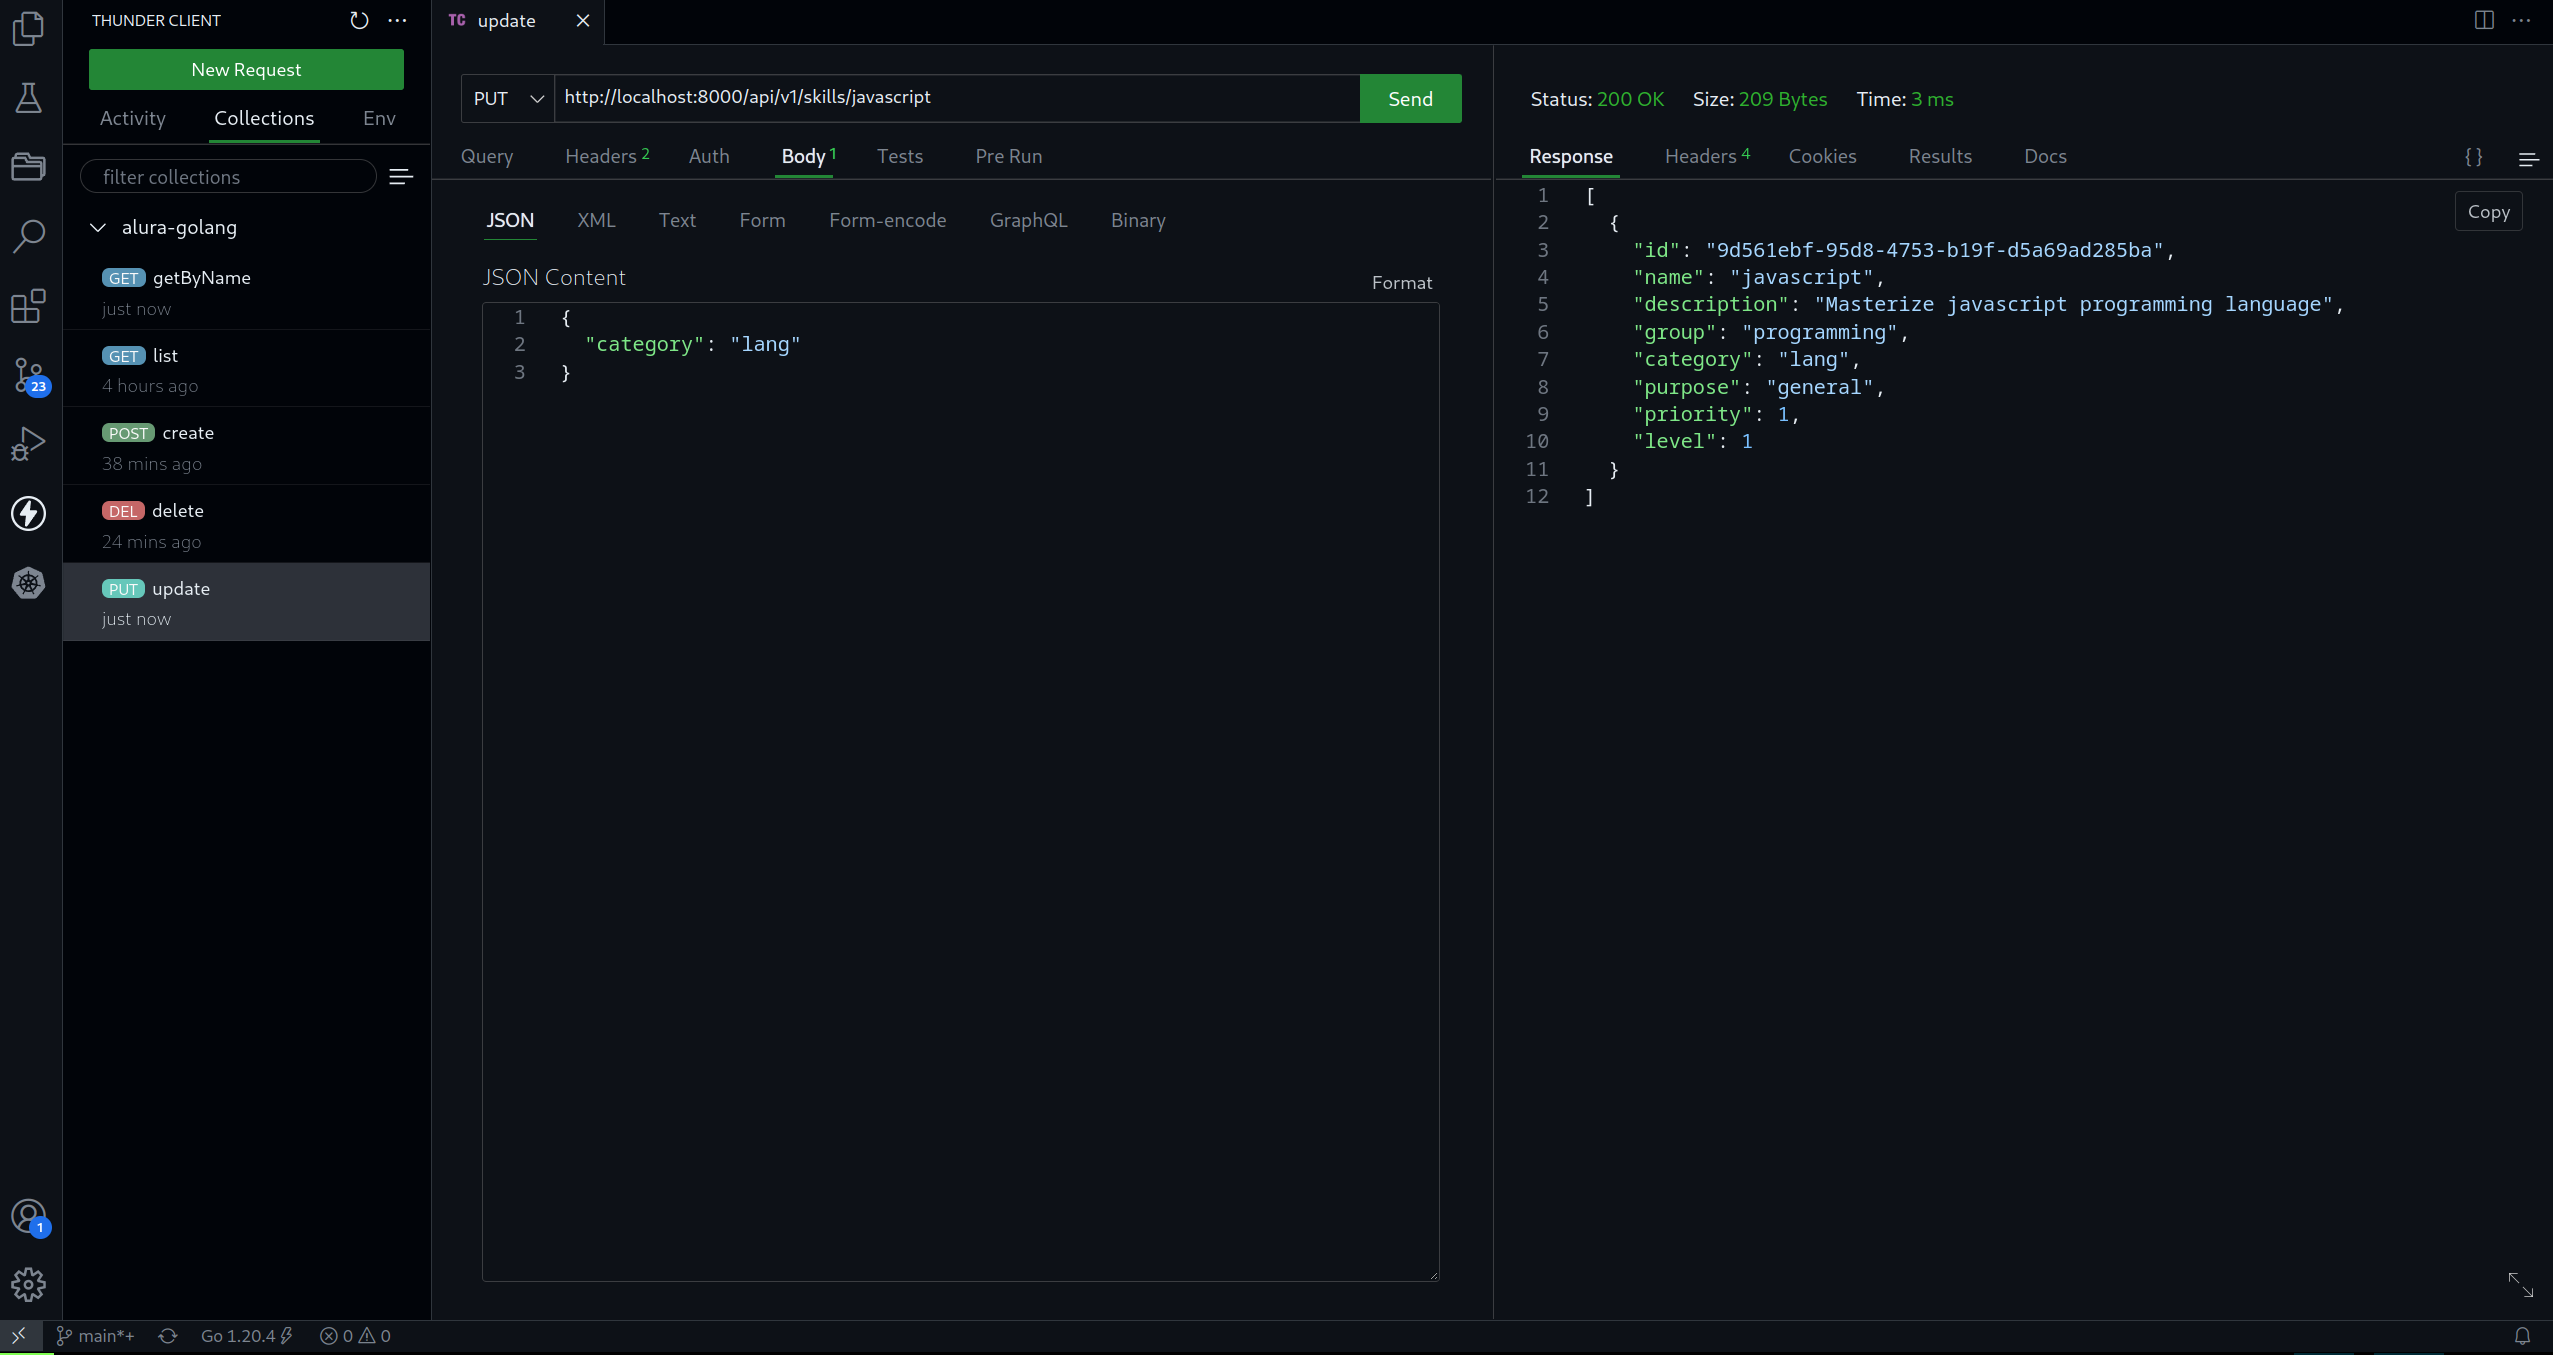 THUNDER CLIENT
New Request
Activity Collections Env
filter collections
alura-golang
GET getByName
just now
GET list
4 hours ago
POST create
38 mins ago
DEL delete
24 mins ago
PUT update
just now
23
1
TC update
PUT http://localhost:8000/api/v1/skills/javascript Send
Query Headers 2 Auth Body 1 Tests Pre Run
JSON XML Text Form Form-encode GraphQL Binary
JSON Content Format
1 {
2 "category": "lang"
3 }
Status: 200 OK Size: 209 Bytes Time: 3 ms
Response Headers 4 Cookies Results Docs {}
Copy
1 [
2 {
3 "id": "9d561ebf-95d8-4753-b19f-d5a69ad285ba",
4 "name": "javascript",
5 "description": "Masterize javascript programming language",
6 "group": "programming",
7 "category": "lang",
8 "purpose": "general",
9 "priority": 1,
10 "level": 1
11 }
12 ]
main*+ Go 1.20.4 0 0